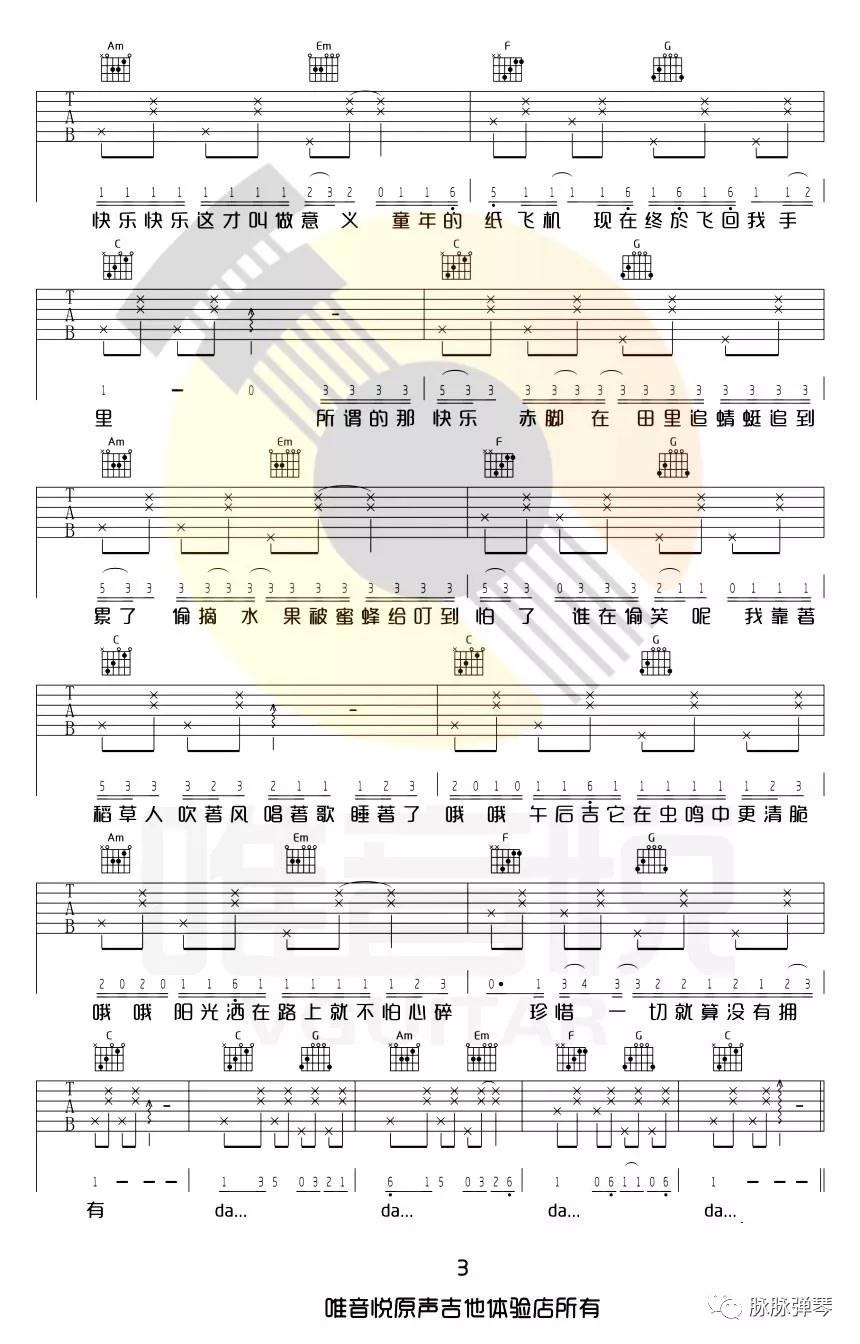 Am Em F G
T
A
B
1 1 1 1 1 1 1 1 2 3 2 0 1 1 6 5 1 1 1 1 6 1 6 1 6 1 1 2
快乐快乐这才叫做意 义 童年的 纸 飞机 现在终於飞回我手
C C G
T
A
B
1 - 0 3 3 3 3 5 3 3 3 3 3 3 3 3 3 3 3 3 3
里 所谓的那 快乐 赤脚 在 田里追蜻蜓追到
Am Em F G
T
A
B
5 3 3 3 3 3 3 3 3 3 3 3 3 3 5 3 3 0 3 3 3 2 1 1 0 1 1 1
累了 偷摘 水 果被蜜蜂给叮到 怕了 谁在偷笑 呢 我靠著
C C G
T
A
B
5 3 3 3 2 3 2 1 1 1 2 3 2 0 1 0 1 1 6 1 1 1 1 1 1 2 3
稻草人 吹著风 唱著歌 睡著了 哦 哦 午后吉它在虫鸣中更清脆
Am Em F G
T
A
B
2 0 2 0 1 1 6 1 1 1 1 1 1 2 3 0 1 3 4 3 3 2 2 1 2 1 2 3
哦 哦 阳光洒在路上就不怕心碎 珍惜 一 切就算没有拥
C C G Am Em F G C
T
A
B
1 - - - 1 3 5 0 3 2 1 6 1 5 0 3 2 6 1 0 6 1 1 0 6 1 - - -
有 da... da... da... da...
3
唯音悦原声吉他体验店所有
脉脉弹琴
唯音悦
VGUITAR